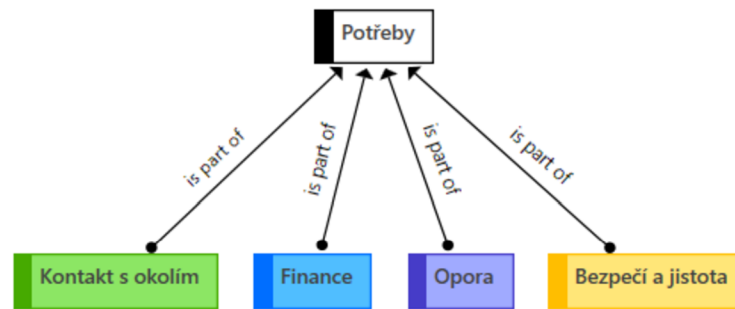 Potřeby
is part of
is part of
is part of
is part of
Kontakt s okolím
Finance
Opora
Bezpečí a jistota